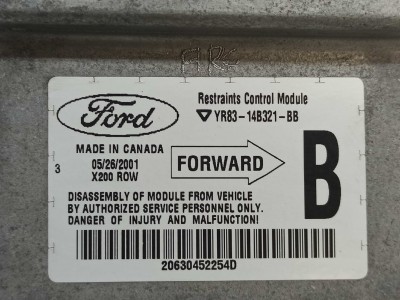 Ford
Restraints Control Module
YR83-14B321-BB
MADE IN CANADA
05/26/2001
X200 ROW
3
FORWARD
B
DISASSEMBLY OF MODULE FROM VEHICLE
BY AUTHORIZED SERVICE PERSONNEL ONLY.
DANGER OF INJURY AND MALFUNCTION!
20630452254D